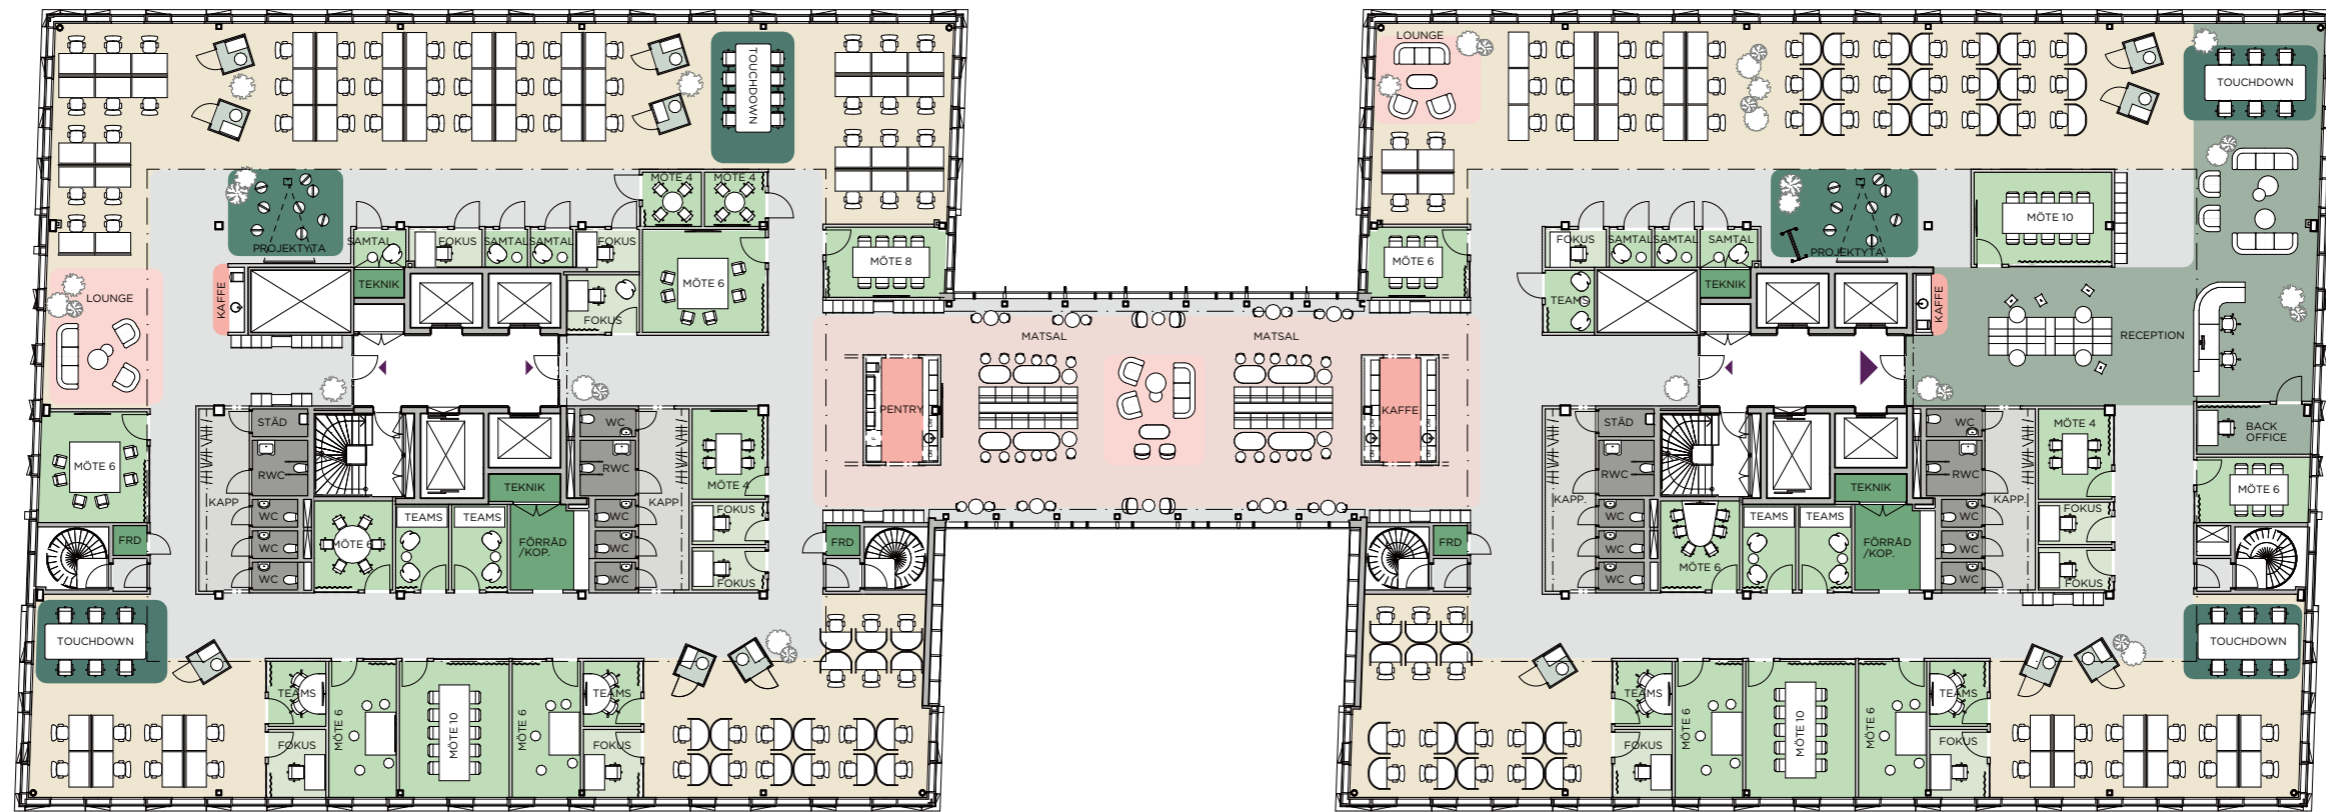 LOUNGE
TOUCHDOWN
TOUCHDOWN
MÖTE 4
MÖTE 4
PROJEKTYTA
SAMTAL
FOKUS
SAMTAL
SAMTAL
FOKUS
MÖTE 8
MÖTE 6
FOKUS
SAMTAL
SAMTAL
SAMTAL
PROJEKTYTA
MÖTE 10
LOUNGE
KAFFE
TEKNIK
FOKUS
MÖTE 6
TEAMS
TEKNIK
KAFFE
MATSAL
MATSAL
RECEPTION
PENTRY
KAFFE
STÄD
WC
STÄD
WC
MÖTE 4
BACK
OFFICE
MÖTE 6
RWC
RWC
MÖTE 4
RWC
RWC
KAPP
TEKNIK
KAPP
KAPP.
TEKNIK
KAPP.
MÖTE 6
WC
TEAMS
TEAMS
WC
FOKUS
WC
TEAMS
TEAMS
WC
FOKUS
FRD
MÖTE 6
FÖRRÅD
/KOP.
FRD
FRD
FÖRRÅD
/KOP.
WC
WC
WC
WC
MÖTE 6
WC
WC
FOKUS
WC
WC
FOKUS
TOUCHDOWN
TOUCHDOWN
TEAMS
MÖTE 6
MÖTE 10
MÖTE 6
TEAMS
TEAMS
MÖTE 6
MÖTE 10
MÖTE 6
TEAMS
FOKUS
FOKUS
FOKUS
FOKUS